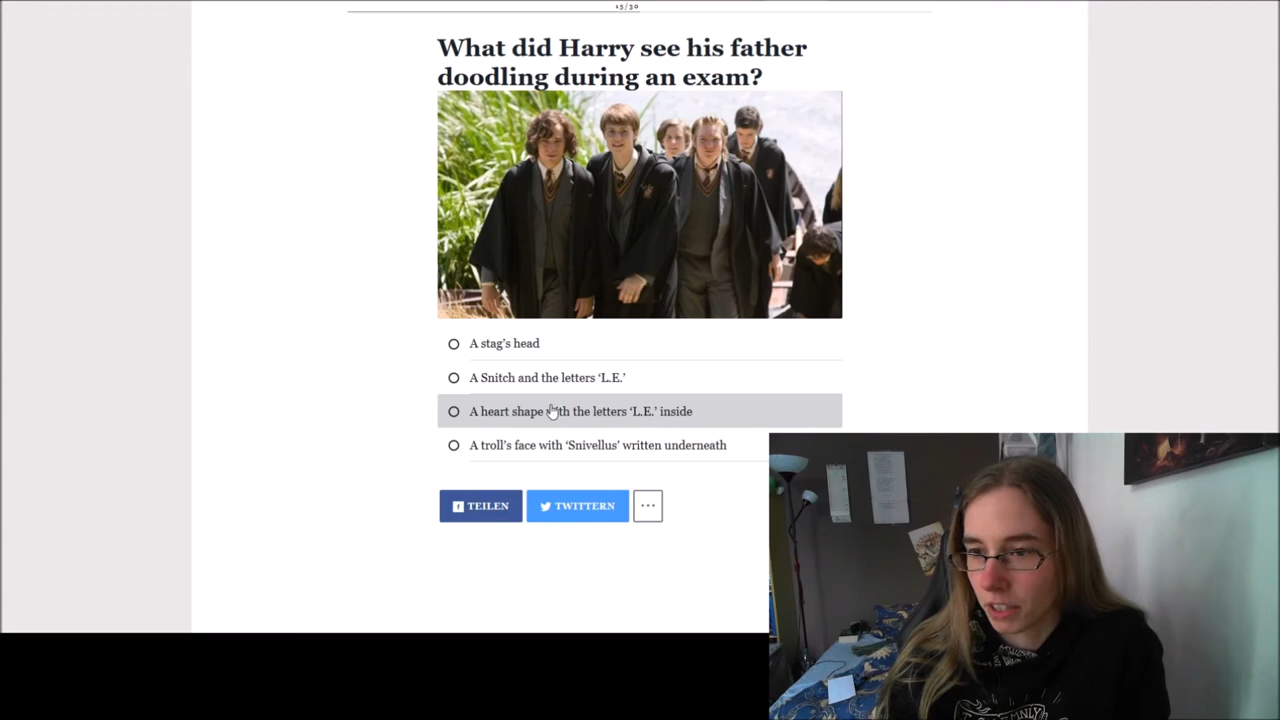 15/30
What did Harry see his father
doodling during an exam?
A stag's head
A Snitch and the letters ‘L.E.’
A heart shape with the letters ‘L.E.’ inside
A troll's face with ‘Snivellus’ written underneath
f TEILEN
TWITTERN
...